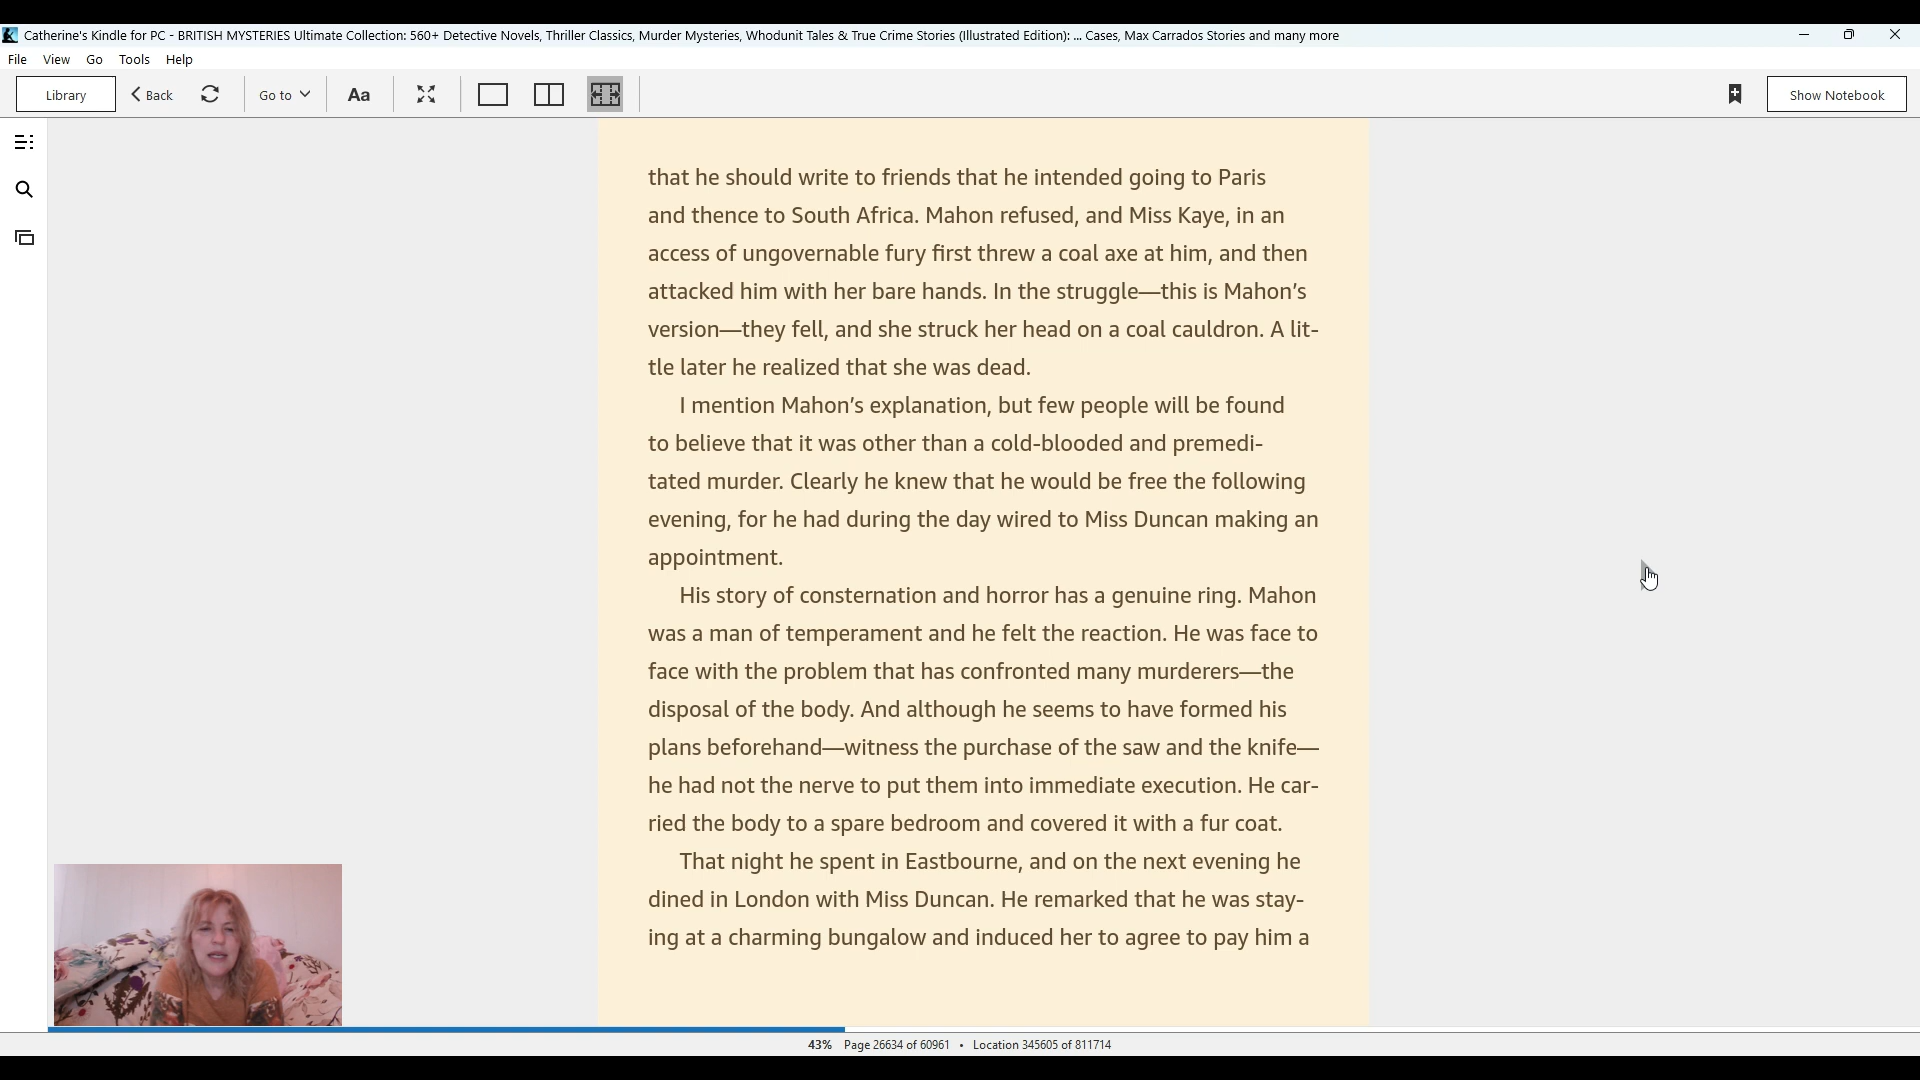 Catherine's Kindle for PC - BRITISH MYSTERIES Ultimate Collection: 560+ Detective Novels, Thriller Classics, Murder Mysteries, Whodunit Tales & True Crime Stories (Illustrated Edition): ... Cases, Max Carrados Stories and many more
File View Go Tools Help
Library Back Go to Aa Show Notebook
that he should write to friends that he intended going to Paris
and thence to South Africa. Mahon refused, and Miss Kaye, in an
access of ungovernable fury first threw a coal axe at him, and then
attacked him with her bare hands. In the struggle—this is Mahon’s
version—they fell, and she struck her head on a coal cauldron. A lit-
tle later he realized that she was dead.
I mention Mahon’s explanation, but few people will be found
to believe that it was other than a cold-blooded and premedi-
tated murder. Clearly he knew that he would be free the following
evening, for he had during the day wired to Miss Duncan making an
appointment.
His story of consternation and horror has a genuine ring. Mahon
was a man of temperament and he felt the reaction. He was face to
face with the problem that has confronted many murderers—the
disposal of the body. And although he seems to have formed his
plans beforehand—witness the purchase of the saw and the knife—
he had not the nerve to put them into immediate execution. He car-
ried the body to a spare bedroom and covered it with a fur coat.
That night he spent in Eastbourne, and on the next evening he
dined in London with Miss Duncan. He remarked that he was stay-
ing at a charming bungalow and induced her to agree to pay him a
43% Page 26634 of 60961 • Location 345605 of 811714